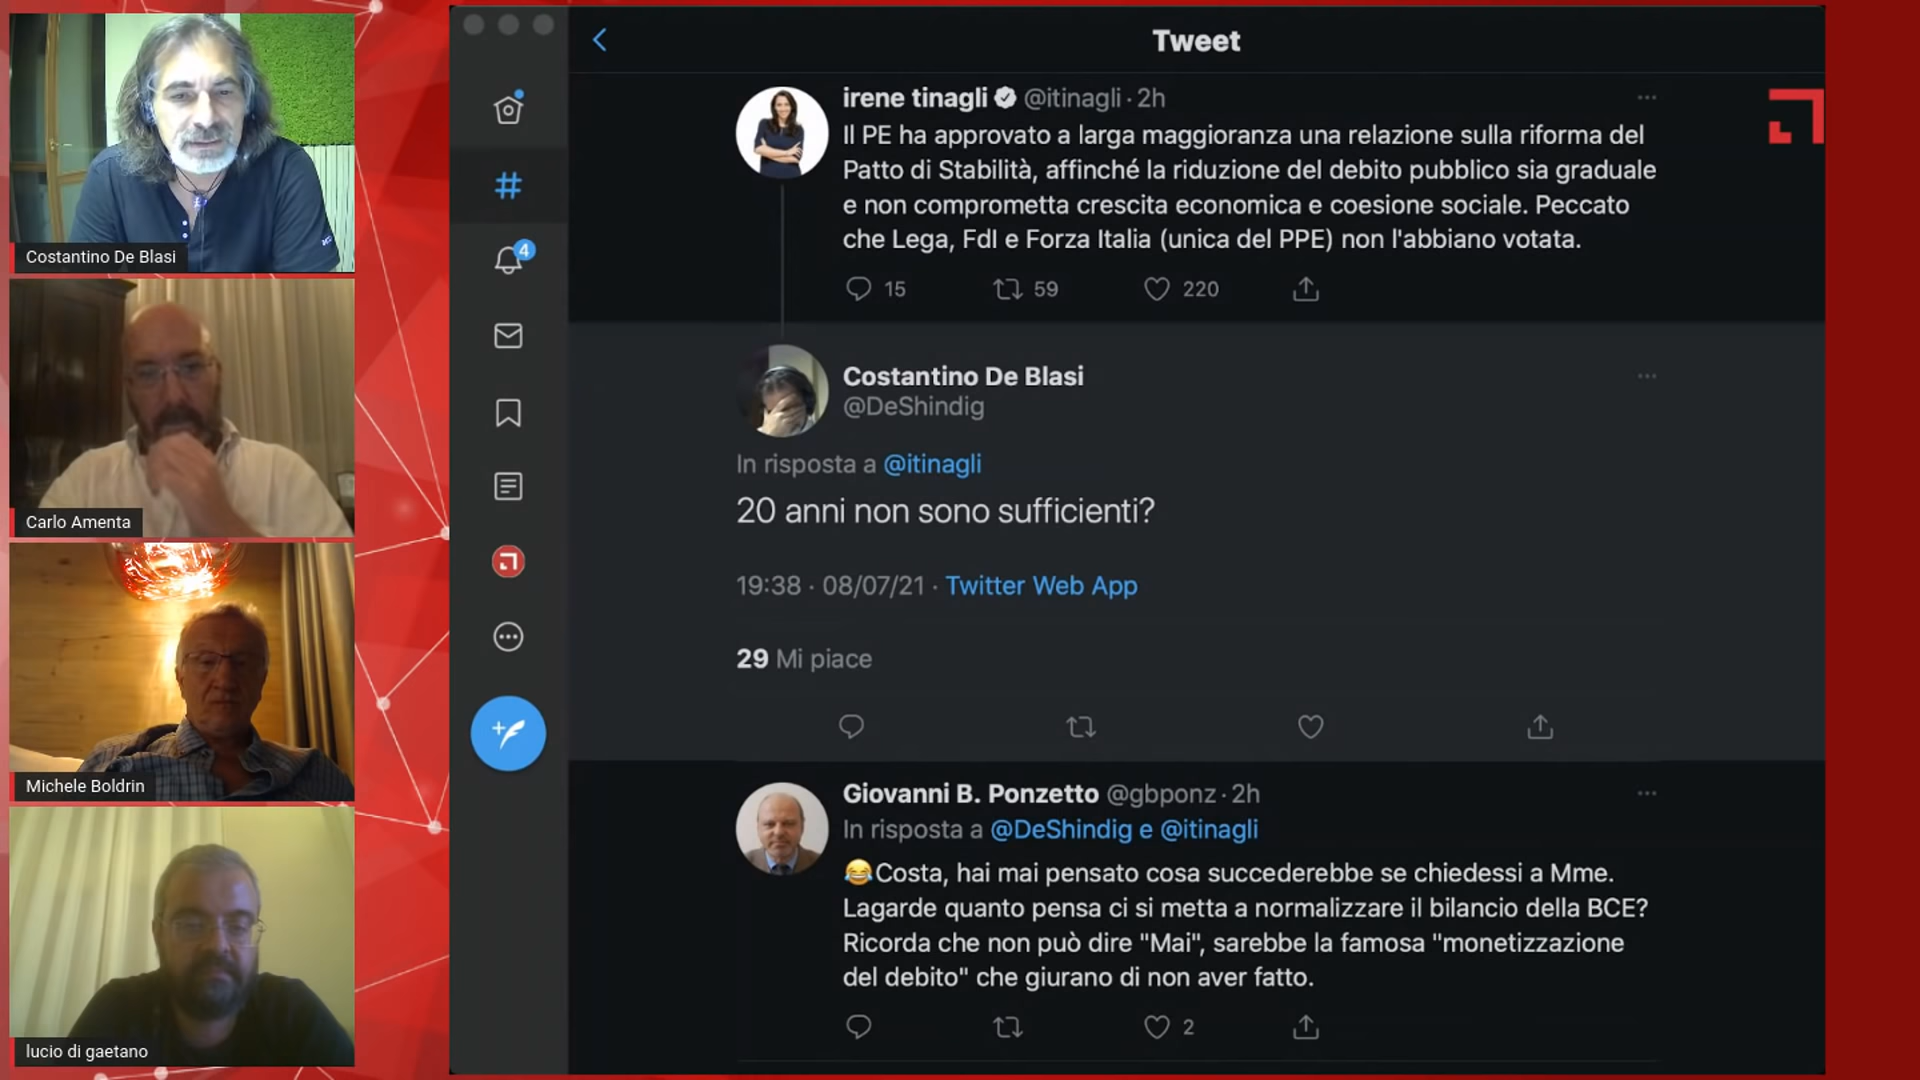 Costantino De Blasi
Carlo Amenta
Michele Boldrin
lucio di gaetano
Tweet
4
irene tinagli @itinagli · 2h
Il PE ha approvato a larga maggioranza una relazione sulla riforma del
Patto di Stabilità, affinché la riduzione del debito pubblico sia graduale
e non comprometta crescita economica e coesione sociale. Peccato
che Lega, FdI e Forza Italia (unica del PPE) non l'abbiano votata.
15 59 220
Costantino De Blasi
@DeShindig
In risposta a @itinagli
20 anni non sono sufficienti?
19:38 · 08/07/21 · Twitter Web App
29 Mi piace
Giovanni B. Ponzetto @gbponz · 2h
In risposta a @DeShindig e @itinagli
😂Costa, hai mai pensato cosa succederebbe se chiedessi a Mme.
Lagarde quanto pensa ci si metta a normalizzare il bilancio della BCE?
Ricorda che non può dire "Mai", sarebbe la famosa "monetizzazione
del debito" che giurano di non aver fatto.
2